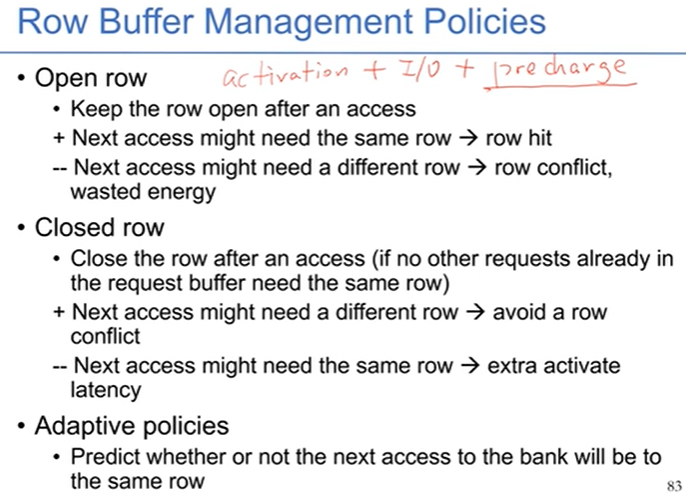 Row Buffer Management Policies
• Open row activation + I/O + precharge
• Keep the row open after an access
+ Next access might need the same row → row hit
-- Next access might need a different row → row conflict,
wasted energy
• Closed row
• Close the row after an access (if no other requests already in
the request buffer need the same row)
+ Next access might need a different row → avoid a row
conflict
-- Next access might need the same row → extra activate
latency
• Adaptive policies
• Predict whether or not the next access to the bank will be to
the same row
83